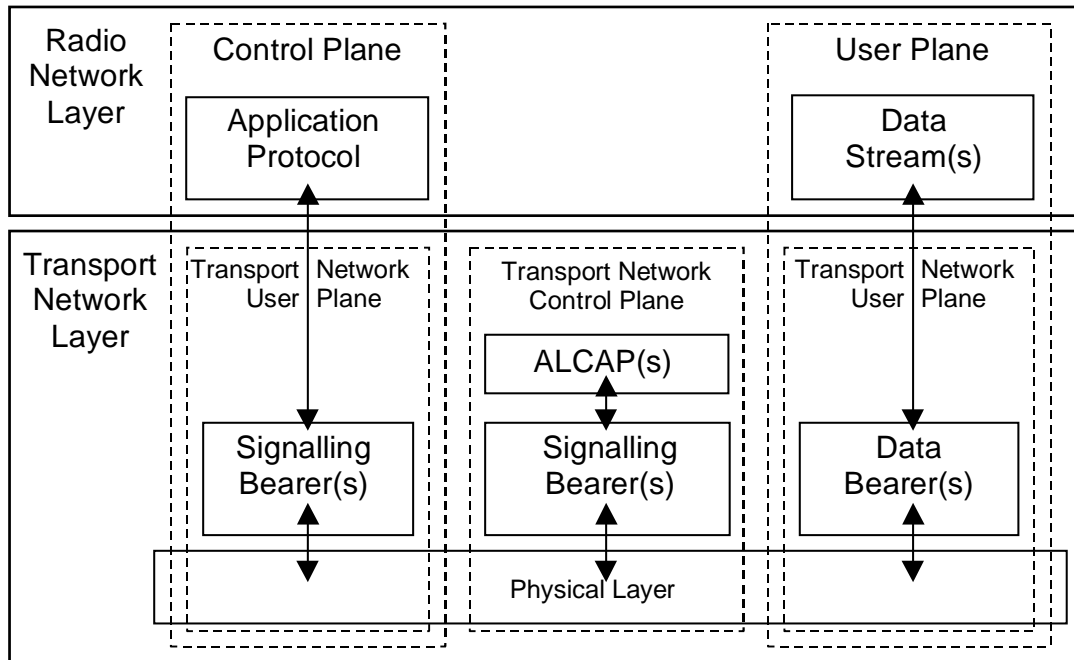 Radio
Network
Layer
Control Plane
User Plane
Application
Protocol
Data
Stream(s)
Transport
Network
Layer
Transport Network
User Plane
Transport Network
Control Plane
Transport Network
User Plane
ALCAP(s)
Signalling
Bearer(s)
Signalling
Bearer(s)
Data
Bearer(s)
Physical Layer